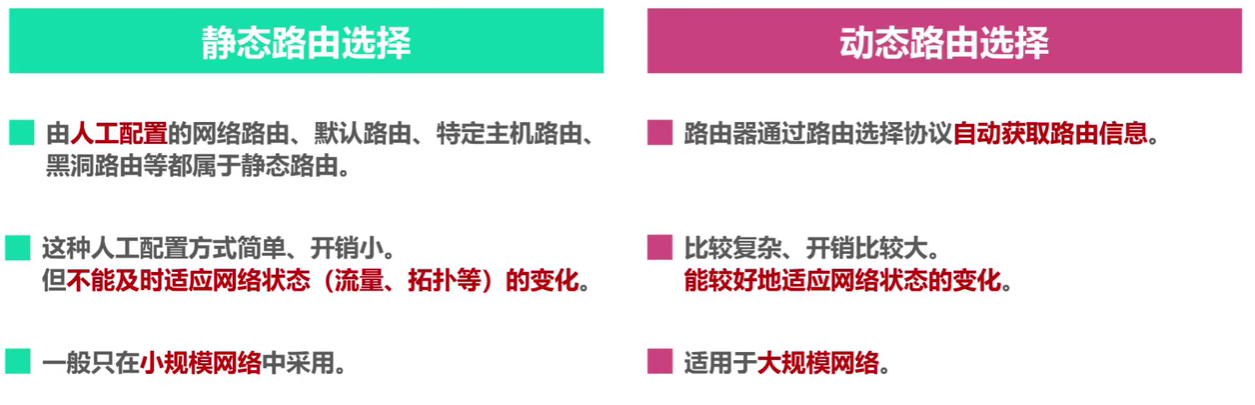 静态路由选择
由人工配置的网络路由、默认路由、特定主机路由、
黑洞路由等都属于静态路由。
这种人工配置方式简单、开销小。
但不能及时适应网络状态（流量、拓扑等）的变化。
一般只在小规模网络中采用。
动态路由选择
路由器通过路由选择协议自动获取路由信息。
比较复杂、开销比较大。
能较好地适应网络状态的变化。
适用于大规模网络。